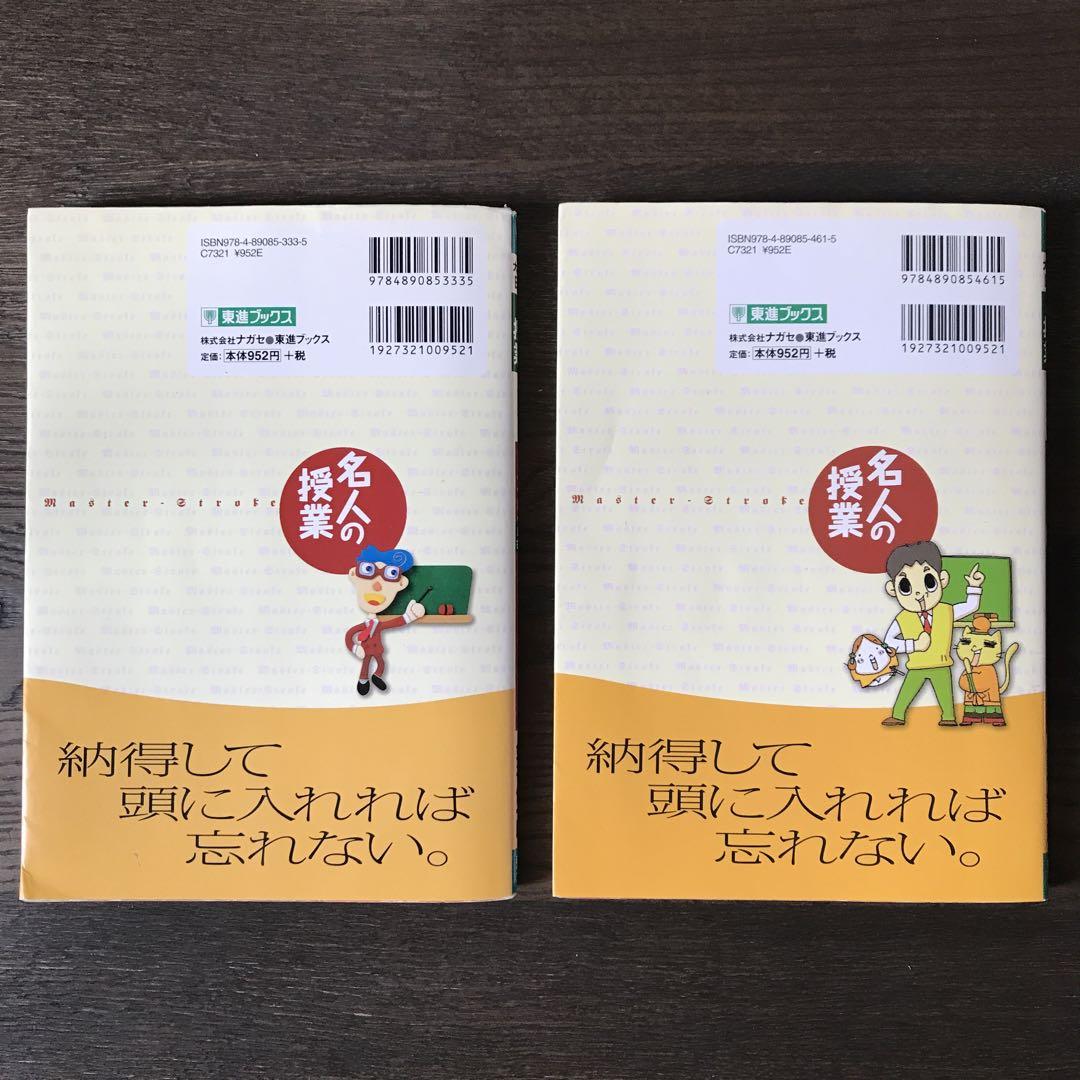 ISBN978-4-89085-333-5
C7321 ¥952E
9784890853335
東進ブックス
株式会社ナガセ●東進ブックス
定価:本体952円+税
1927321009521
Master-Stroke
名人の
授業
納得して
頭に入れれば
忘れない。
ISBN978-4-89085-461-5
C7321 ¥952E
9784890854615
東進ブックス
株式会社ナガセ●東進ブックス
定価:本体952円+税
1927321009521
Master-Stroke
名人の
授業
納得して
頭に入れれば
忘れない。